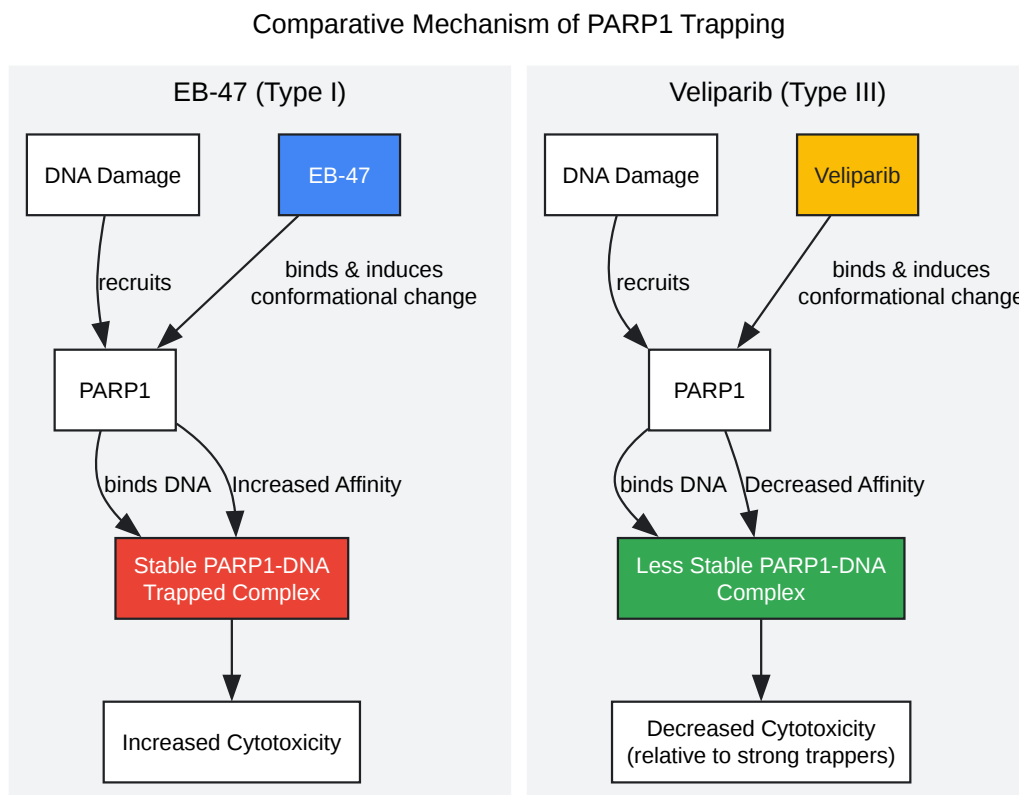 Comparative Mechanism of PARP1 Trapping
EB-47 (Type I)
DNA Damage
EB-47
recruits
binds & induces
conformational change
PARP1
binds DNA
Increased Affinity
Stable PARP1-DNA
Trapped Complex
Increased Cytotoxicity
Veliparib (Type III)
DNA Damage
Veliparib
recruits
binds & induces
conformational change
PARP1
binds DNA
Decreased Affinity
Less Stable PARP1-DNA
Complex
Decreased Cytotoxicity
(relative to strong trappers)